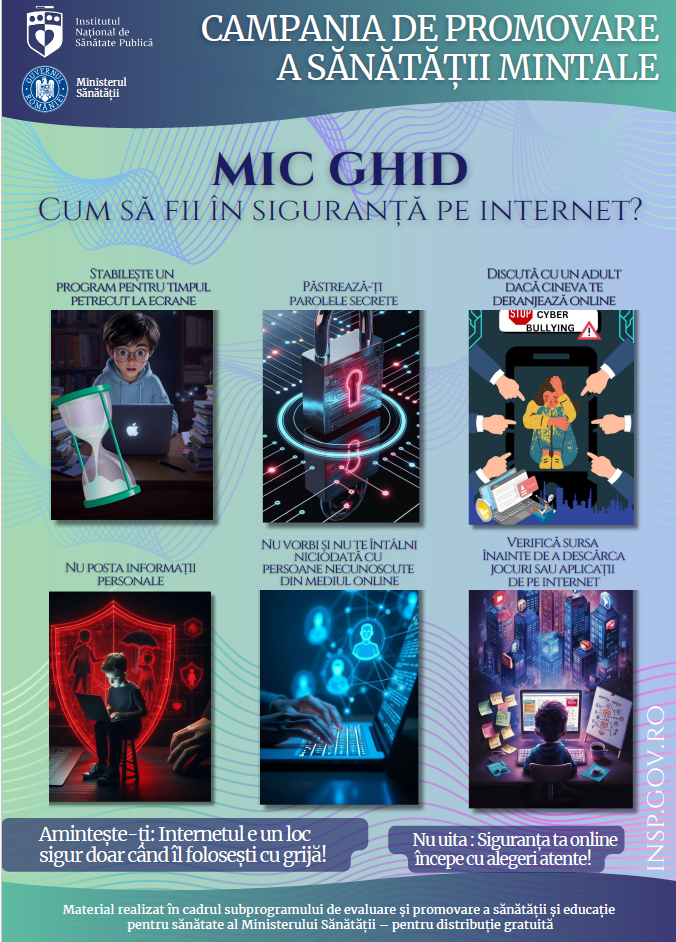 Institutul
Național de
Sănătate Publică
GUVERNUL
ROMÂNIEI
Ministerul
Sănătății
CAMPANIA DE PROMOVARE
A SĂNĂTĂȚII MINTALE
MIC GHID
CUM SĂ FII ÎN SIGURANȚĂ PE INTERNET?
STABILEȘTE UN
PROGRAM PENTRU TIMPUL
PETRECUT LA ECRANE
PĂSTREAZĂ-ȚI
PAROLELE SECRETE
DISCUTĂ CU UN ADULT
DACĂ CINEVA TE
DERANJEAZĂ ONLINE
STOP CYBER
BULLYING
NU POSTA INFORMAȚII
PERSONALE
NU VORBI ȘI NU TE ÎNTÂLNI
NICIODATĂ CU
PERSOANE NECUNOSCUTE
DIN MEDIUL ONLINE
VERIFICĂ SURSA
ÎNAINTE DE A DESCĂRCA
JOCURI SAU APLICAȚII
DE PE INTERNET
INSP.GOV.RO
Amintește-ți: Internetul e un loc
sigur doar când îl folosești cu grijă!
Nu uita : Siguranța ta online
începe cu alegeri atente!
Material realizat în cadrul subprogramului de evaluare și promovare a sănătății și educație
pentru sănătate al Ministerului Sănătății – pentru distribuție gratuită